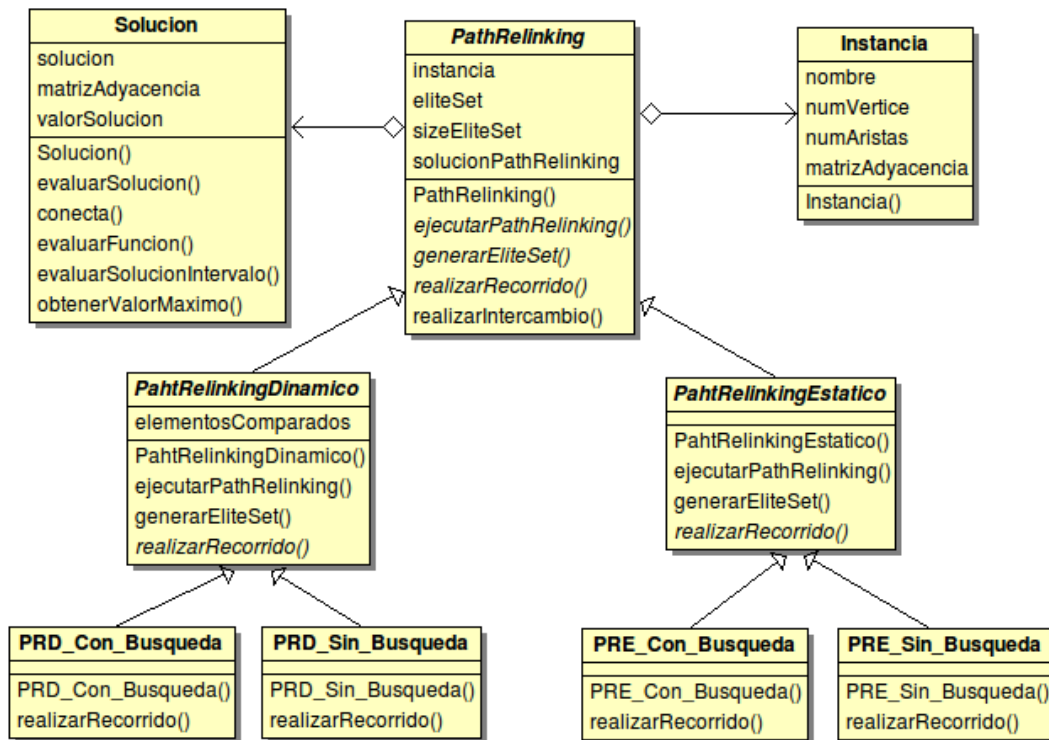 Solucion
solucion
matrizAdyacencia
valorSolucion
Solucion()
evaluarSolucion()
conecta()
evaluarFuncion()
evaluarSolucionIntervalo()
obtenerValorMaximo()
PathRelinking
instancia
eliteSet
sizeEliteSet
solucionPathRelinking
PathRelinking()
ejecutarPathRelinking()
generarEliteSet()
realizarRecorrido()
realizarIntercambio()
Instancia
nombre
numVertice
numAristas
matrizAdyacencia
Instancia()
PahtRelinkingDinamico
elementosComparados
PahtRelinkingDinamico()
ejecutarPathRelinking()
generarEliteSet()
realizarRecorrido()
PahtRelinkingEstatico
PahtRelinkingEstatico()
ejecutarPathRelinking()
generarEliteSet()
realizarRecorrido()
PRD_Con_Busqueda
PRD_Con_Busqueda()
realizarRecorrido()
PRD_Sin_Busqueda
PRD_Sin_Busqueda()
realizarRecorrido()
PRE_Con_Busqueda
PRE_Con_Busqueda()
realizarRecorrido()
PRE_Sin_Busqueda
PRE_Sin_Busqueda()
realizarRecorrido()